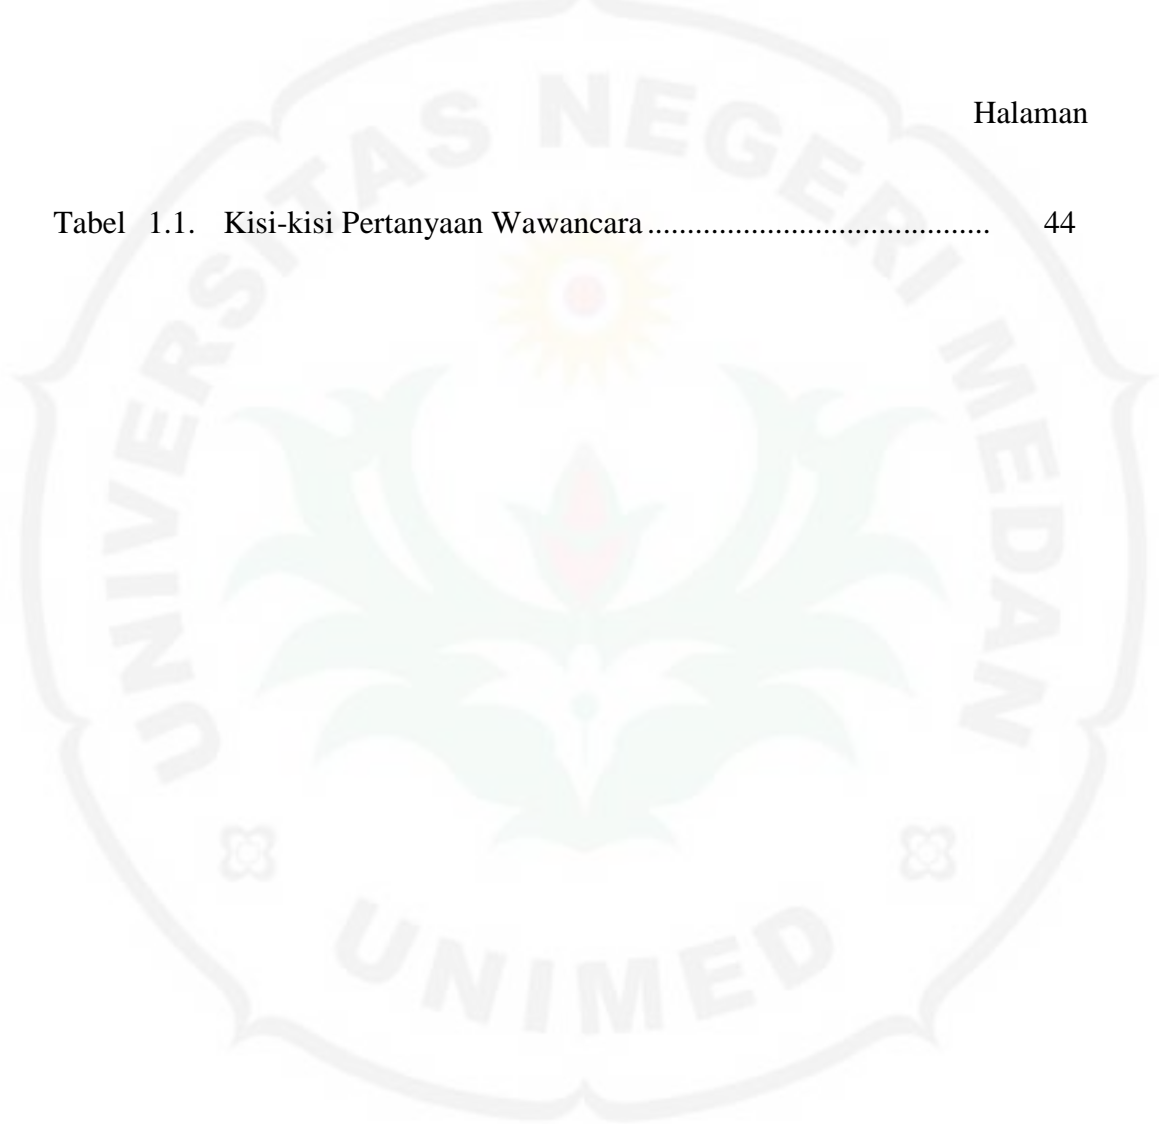 Halaman
Tabel 1.1. Kisi-kisi Pertanyaan Wawancara ........................................... 44
UNIVERSITAS NEGERI MEDAN
UNIMED